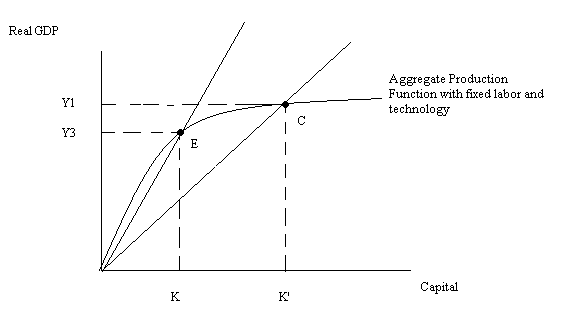 Real GDP
Aggregate Production
Function with fixed labor and
technology
Y1
C
Y3
E
Capital
K
K'